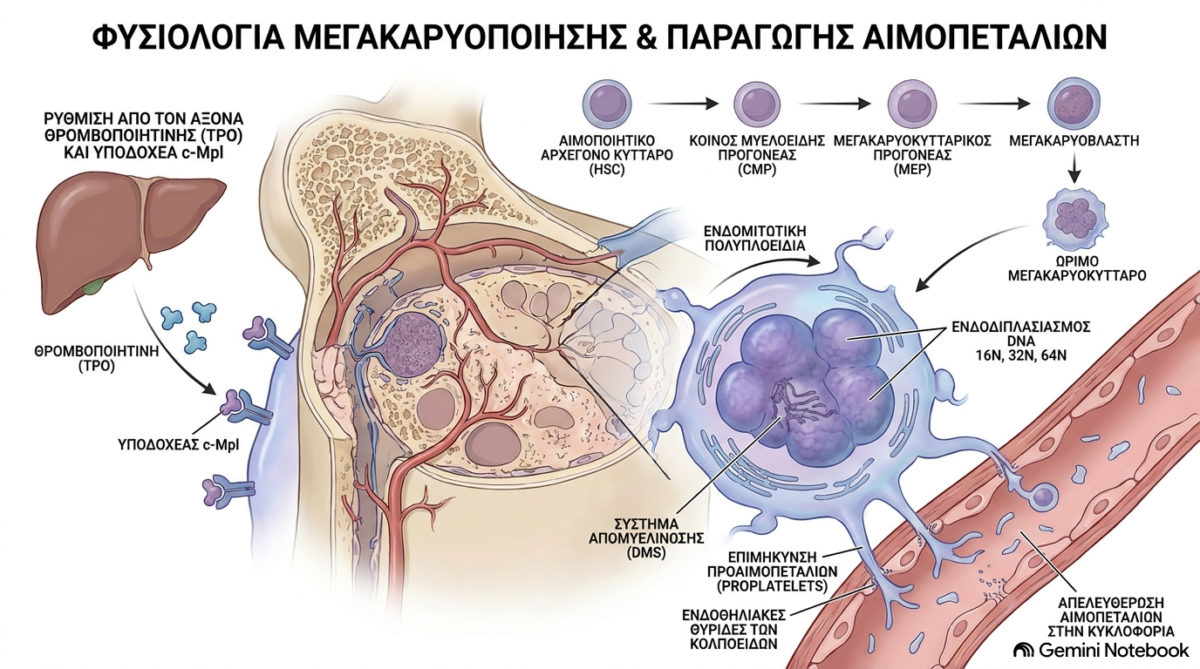 ΦΥΣΙΟΛΟΓΙΑ ΜΕΓΑΚΑΡΥΟΠΟΙΗΣΗΣ & ΠΑΡΑΓΩΓΗΣ ΑΙΜΟΠΕΤΑΛΙΩΝ
ΡΥΘΜΙΣΗ ΑΠΟ ΤΟΝ ΑΞΟΝΑ
ΘΡΟΜΒΟΠΟΙΗΤΙΝΗΣ (TPO)
ΚΑΙ ΥΠΟΔΟΧΕΑ c-Mpl
ΘΡΟΜΒΟΠΟΙΗΤΙΝΗ
(TPO)
ΥΠΟΔΟΧΕΑΣ c-Mpl
ΑΙΜΟΠΟΙΗΤΙΚΟ
ΑΡΧΕΓΟΝΟ ΚΥΤΤΑΡΟ
(HSC)
ΚΟΙΝΟΣ ΜΥΕΛΟΕΙΔΗΣ
ΠΡΟΓΟΝΕΑΣ
(CMP)
ΜΕΓΑΚΑΡΥΟΚΥΤΤΑΡΙΚΟΣ
ΠΡΟΓΟΝΕΑΣ
(MEP)
ΜΕΓΑΚΑΡΥΟΒΛΑΣΤΗ
ΩΡΙΜΟ
ΜΕΓΑΚΑΡΥΟΚΥΤΤΑΡΟ
ΕΝΔΟΜΙΤΟΤΙΚΗ
ΠΟΛΥΠΛΟΕΙΔΙΑ
ΕΝΔΟΔΙΠΛΑΣΙΑΣΜΟΣ
DNA
16N, 32N, 64N
ΣΥΣΤΗΜΑ
ΑΠΟΜΥΕΛΙΝΩΣΗΣ
(DMS)
ΕΠΙΜΗΚΥΝΣΗ
ΠΡΟΑΙΜΟΠΕΤΑΛΙΩΝ
(PROPLATELETS)
ΕΝΔΟΘΗΛΙΑΚΕΣ
ΘΥΡΙΔΕΣ ΤΩΝ
ΚΟΛΠΟΕΙΔΩΝ
ΑΠΕΛΕΥΘΕΡΩΣΗ
ΑΙΜΟΠΕΤΑΛΙΩΝ
ΣΤΗΝ ΚΥΚΛΟΦΟΡΙΑ
Gemini Notebook